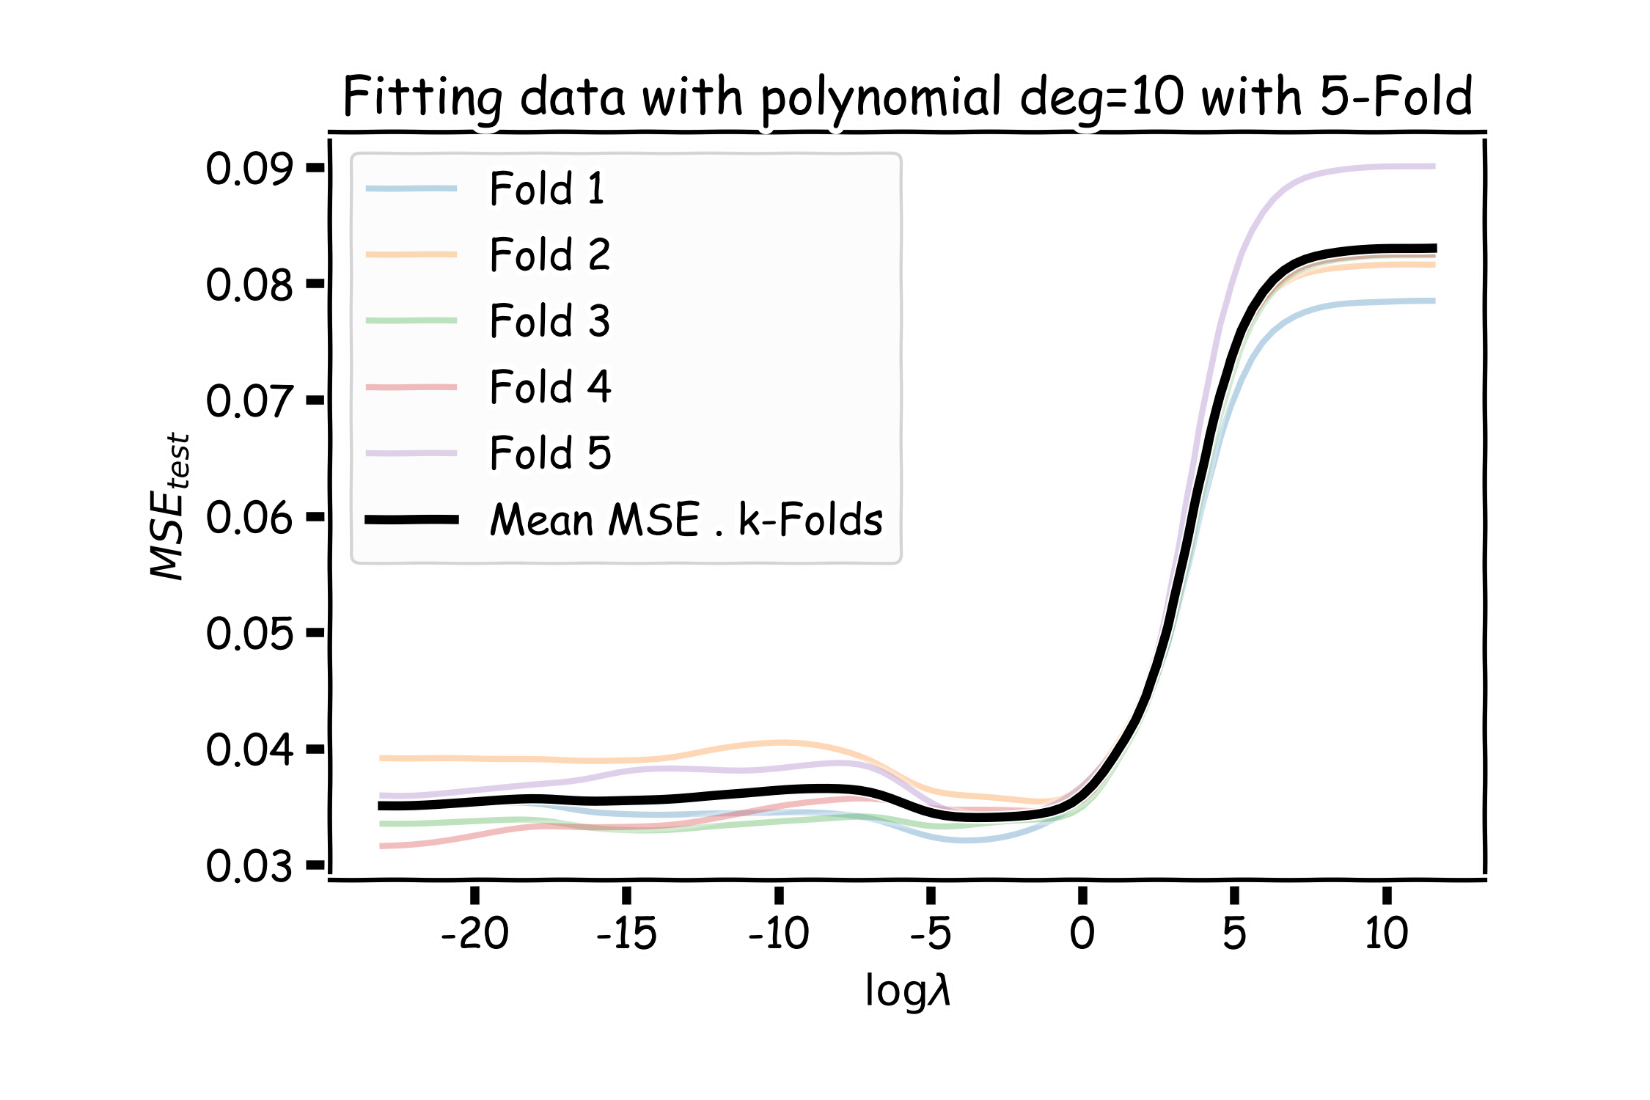 Fitting data with polynomial deg=10 with 5-Fold
Fold 1
Fold 2
Fold 3
Fold 4
Fold 5
Mean MSE . k-Folds
MSE_test
0.09
0.08
0.07
0.06
0.05
0.04
0.03
-20 -15 -10 -5 0 5 10
logλ